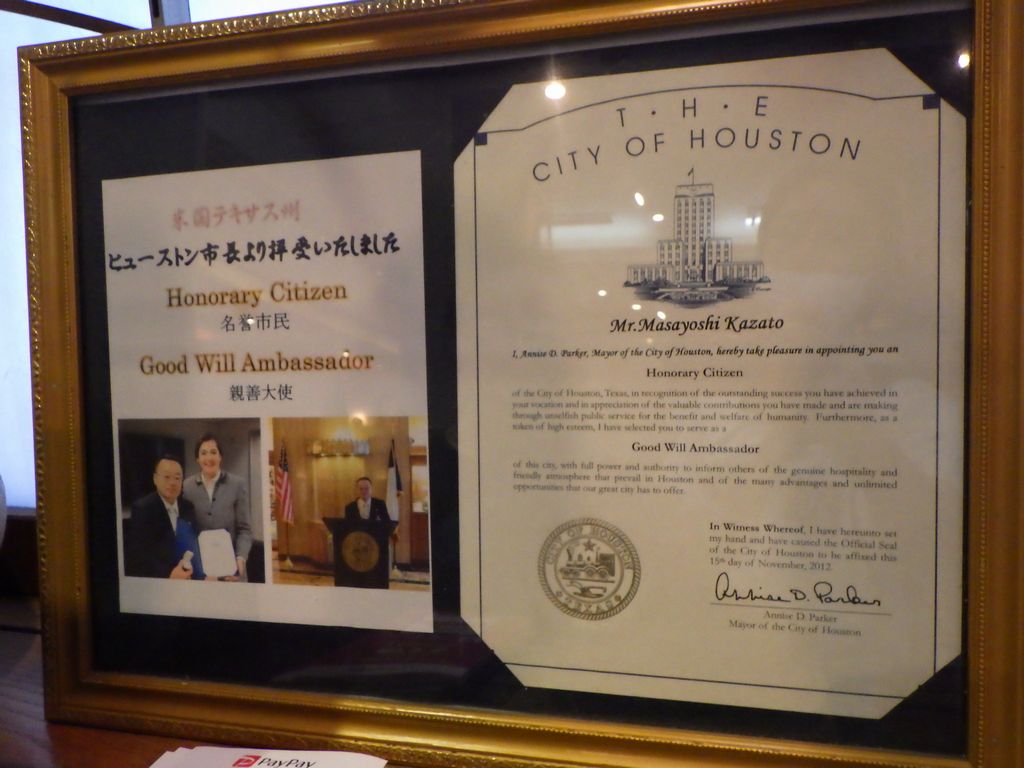 米国テキサス州
ヒューストン市長より拝受いたしました
Honorary Citizen
名誉市民
Good Will Ambassador
親善大使
T · H · E
CITY OF HOUSTON
Mr.Masayoshi Kazato
I, Annise D. Parker, Mayor of the City of Houston, hereby take pleasure in appointing you an
Honorary Citizen
of the City of Houston, Texas, in recognition of the outstanding success you have achieved in
your vocation and in appreciation of the valuable contributions you have made and are making
through unselfish public service for the benefit and welfare of humanity. Furthermore, as a
token of high esteem, I have selected you to serve as a
Good Will Ambassador
of this city, with full power and authority to inform others of the genuine hospitality and
friendly atmosphere that prevail in Houston and of the many advantages and unlimited
opportunities that our great city has to offer.
CITY OF HOUSTON
TEXAS
In Witness Whereof, I have hereunto set
my hand and have caused the Official Seal
of the City of Houston to be affixed this
15th day of November, 2012.
Annise D. Parker
Annise D. Parker
Mayor of the City of Houston
PayPay